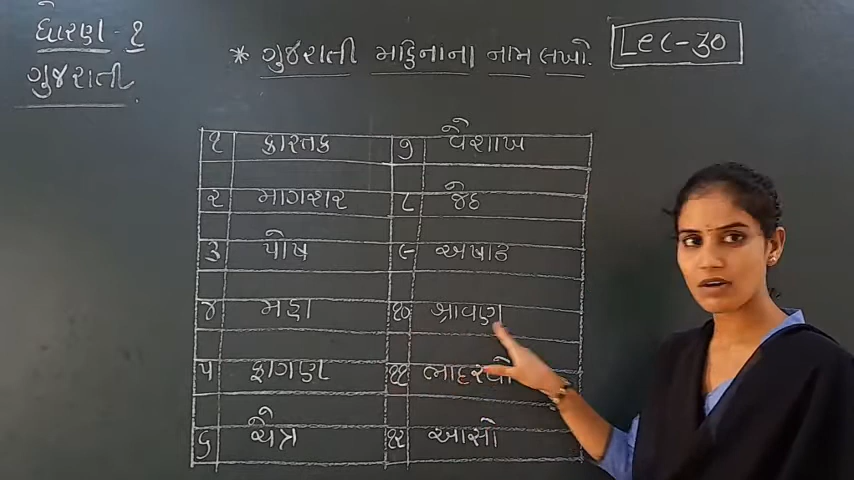 ધોરણ - ૧
ગુજરાતી
* ગુજરાતી મહિનાના નામ લખો.
Lec-30
૧ કારતક
૨ માગશર
૩ પોષ
૪ મહા
૫ ફાગણ
૬ ચૈત્ર
૭ વૈશાખ
૮ જેઠ
૯ અષાઢ
૧૦ શ્રાવણ
૧૧ ભાદરવો
૧૨ આસો